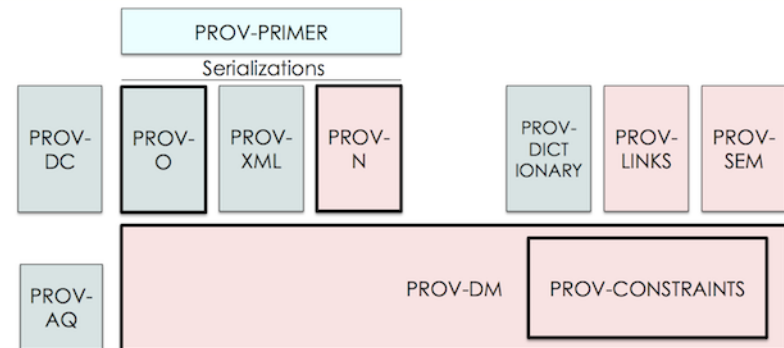 PROV-PRIMER
Serializations
PROV-
DC
PROV-
O
PROV-
XML
PROV-
N
PROV-
DICT
IONARY
PROV-
LINKS
PROV-
SEM
PROV-
AQ
PROV-DM
PROV-CONSTRAINTS